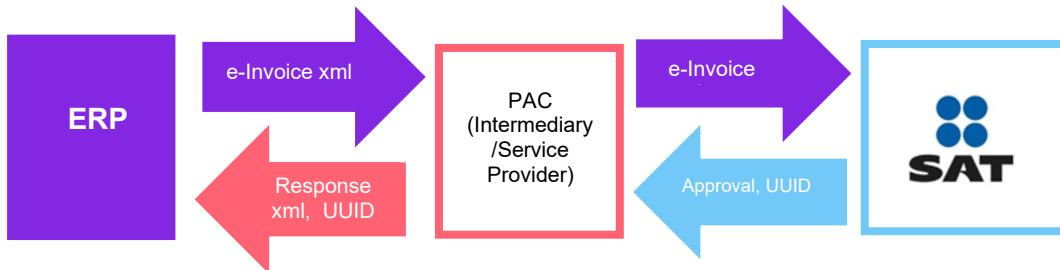 ERP
e-Invoice xml
Response
xml, UUID
PAC
(Intermediary
/Service
Provider)
e-Invoice
Approval, UUID
SAT